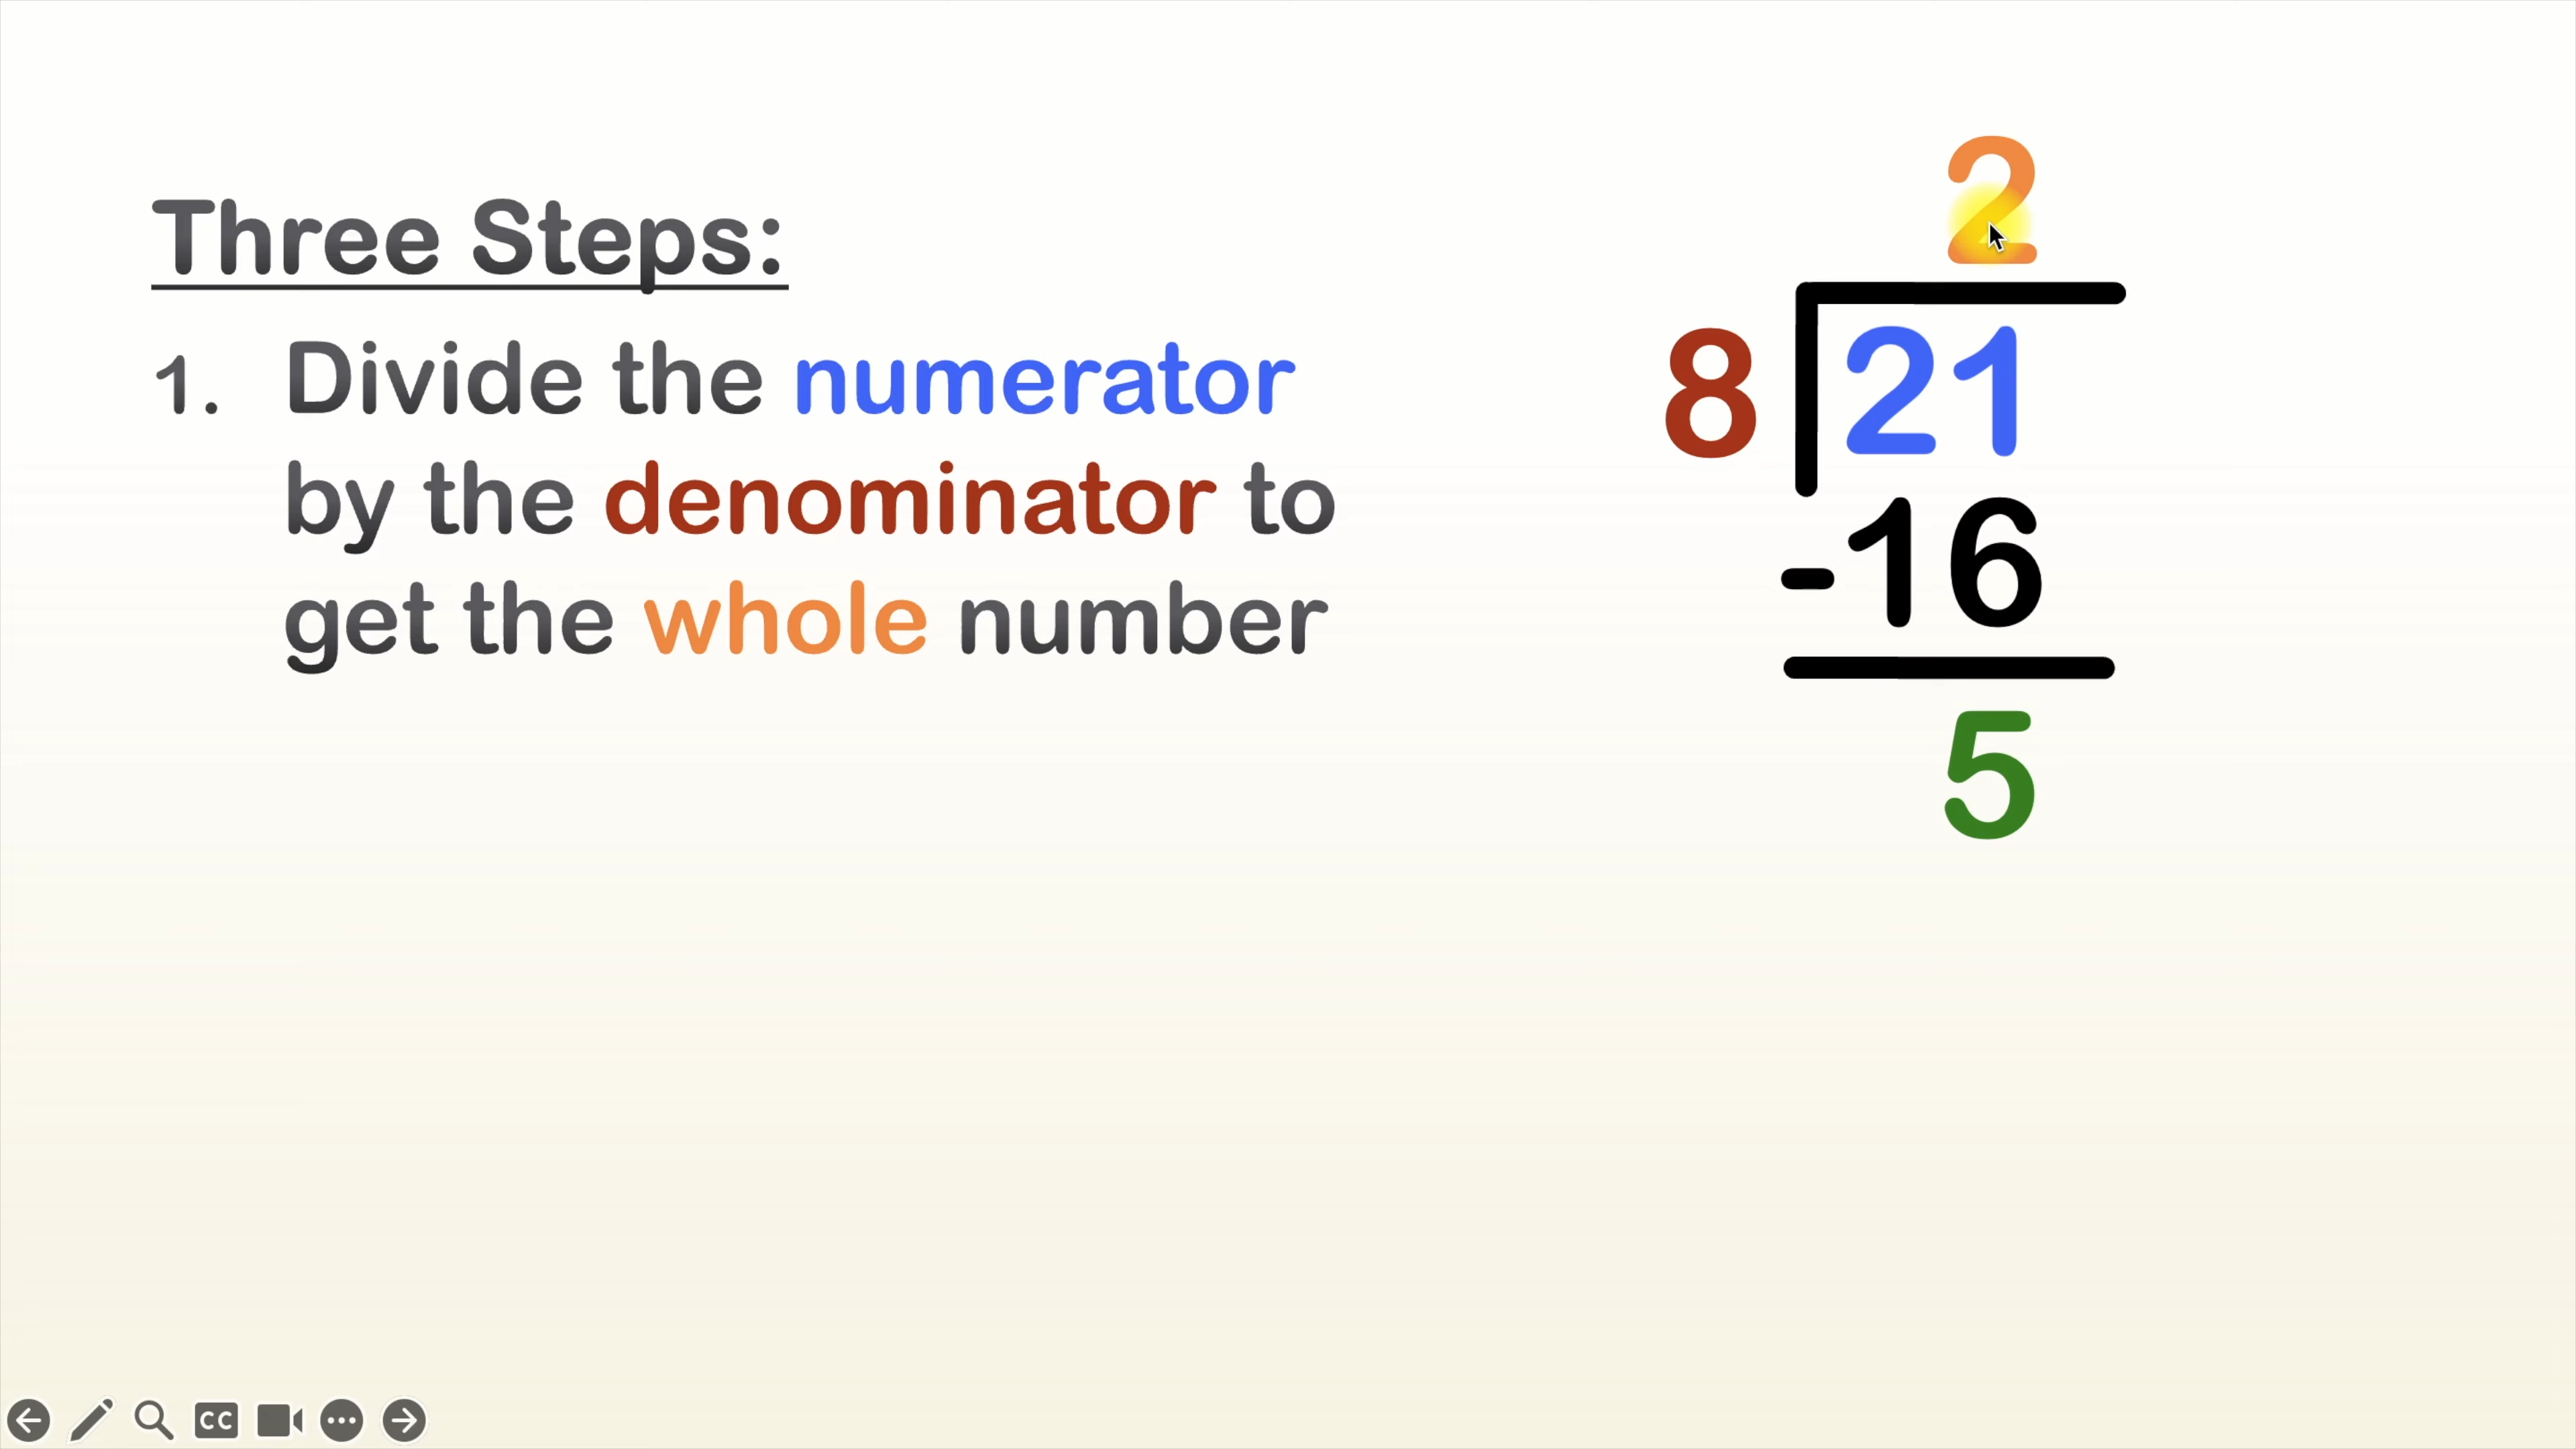 Three Steps:
1. Divide the numerator
by the denominator to
get the whole number
2
8 21
-16
5
CC